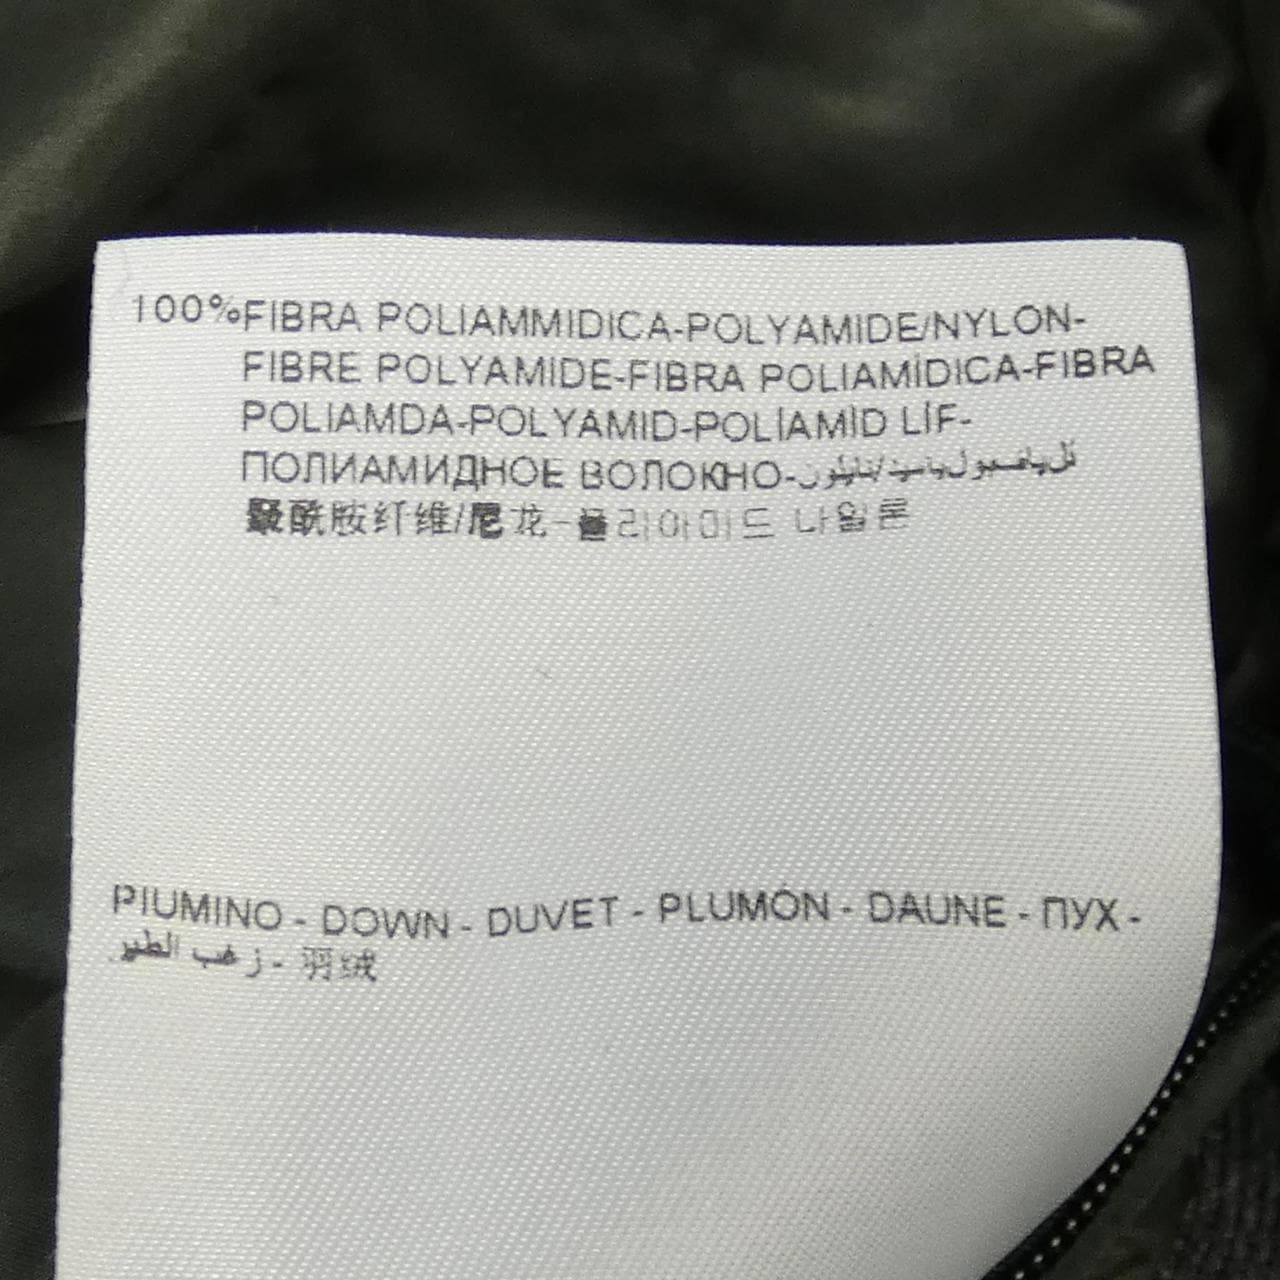 100%FIBRA POLIAMMIDICA-POLYAMIDE/NYLON-
FIBRE POLYAMIDE-FIBRA POLIAMİDICA-FIBRA
POLIAMDA-POLYAMID-POLİAMİD LİF-
ПОЛИАМИДНОЕ ВОЛОКНО-
聚酰胺纤维/尼龙-폴리아미드 나일론
PIUMINO - DOWN - DUVET - PLUMÓN - DAUNE - ПУХ -
زغب الطير - 羽绒